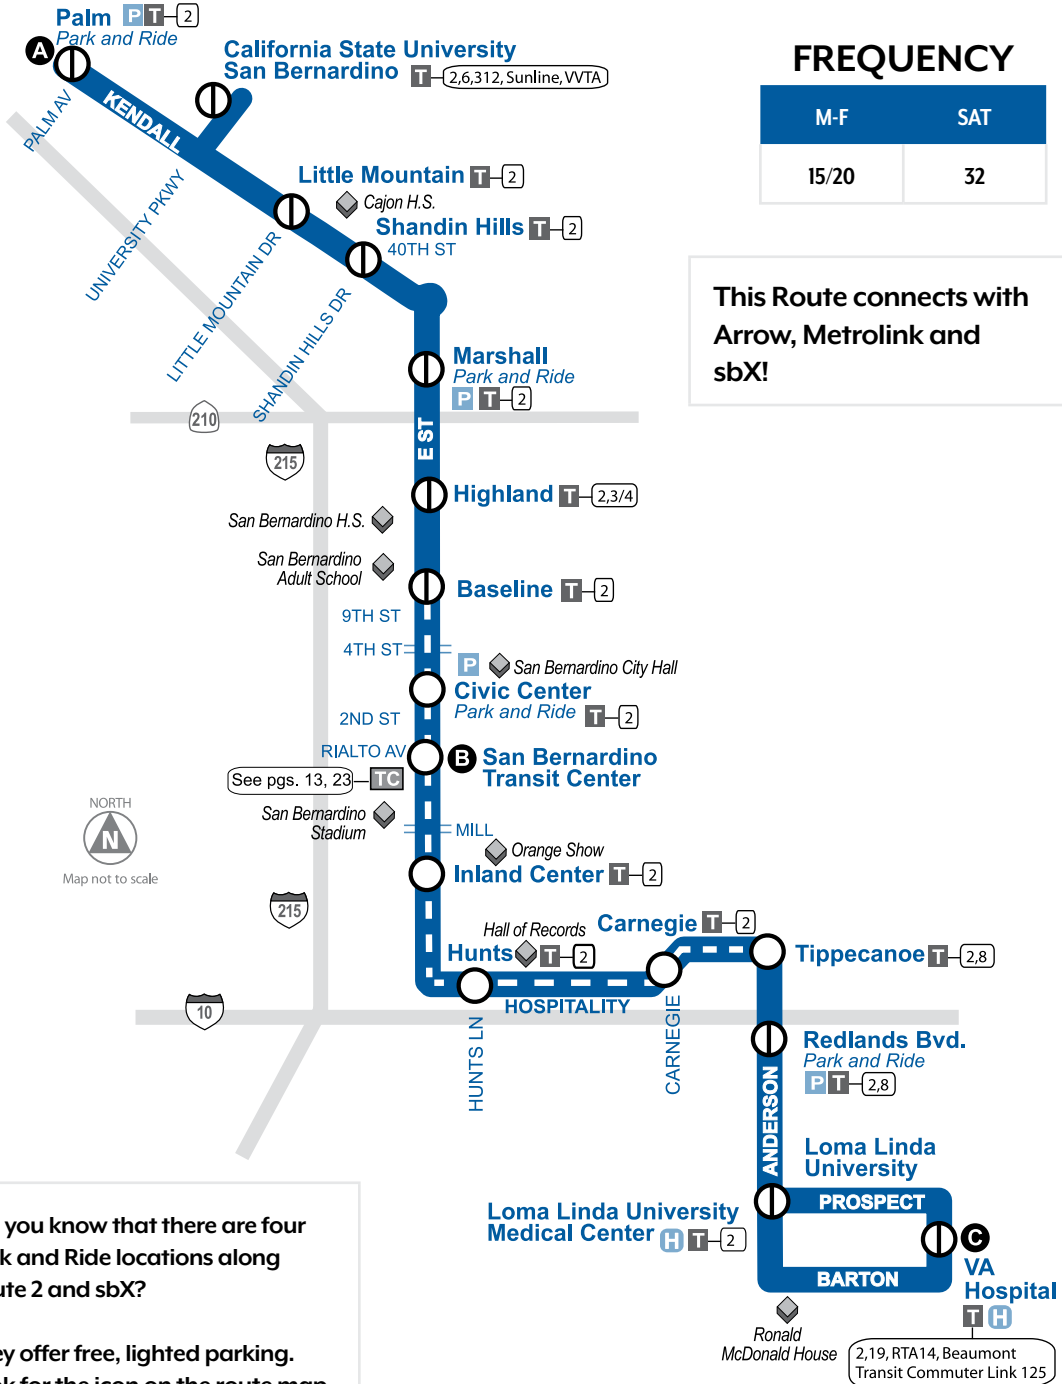 Palm P T 2
Park and Ride
A
California State University
San Bernardino T 2,6,312, Sunline, VVTA
FREQUENCY
M-F SAT
15/20 32
PALM AV
KENDALL
UNIVERSITY PKWY
Little Mountain T 2
Cajon H.S.
Shandin Hills T 2
40TH ST
LITTLE MOUNTAIN DR
SHANDIN HILLS DR
This Route connects with
Arrow, Metrolink and
sbX!
Marshall
Park and Ride
P T 2
210
E ST
215
Highland T 2,3/4
San Bernardino H.S.
San Bernardino
Adult School
Baseline T 2
9TH ST
4TH ST
P San Bernardino City Hall
Civic Center
Park and Ride T 2
2ND ST
RIALTO AV
B San Bernardino
Transit Center
See pgs. 13, 23 TC
San Bernardino
Stadium
MILL
NORTH
N
Map not to scale
Orange Show
Inland Center T 2
215
Hall of Records
Hunts T 2
Carnegie T 2
Tippecanoe T 2,8
10
HOSPITALITY
HUNTS LN
CARNEGIE
Redlands Blvd.
Park and Ride
P T 2,8
ANDERSON
Loma Linda
University
PROSPECT
Loma Linda University
Medical Center H T 2
C
VA
Hospital
T H
BARTON
Ronald
McDonald House
2,19, RTA14, Beaumont
Transit Commuter Link 125
you know that there are four
k and Ride locations along
ute 2 and sbX?
ey offer free, lighted parking.
k for the icon on the route map